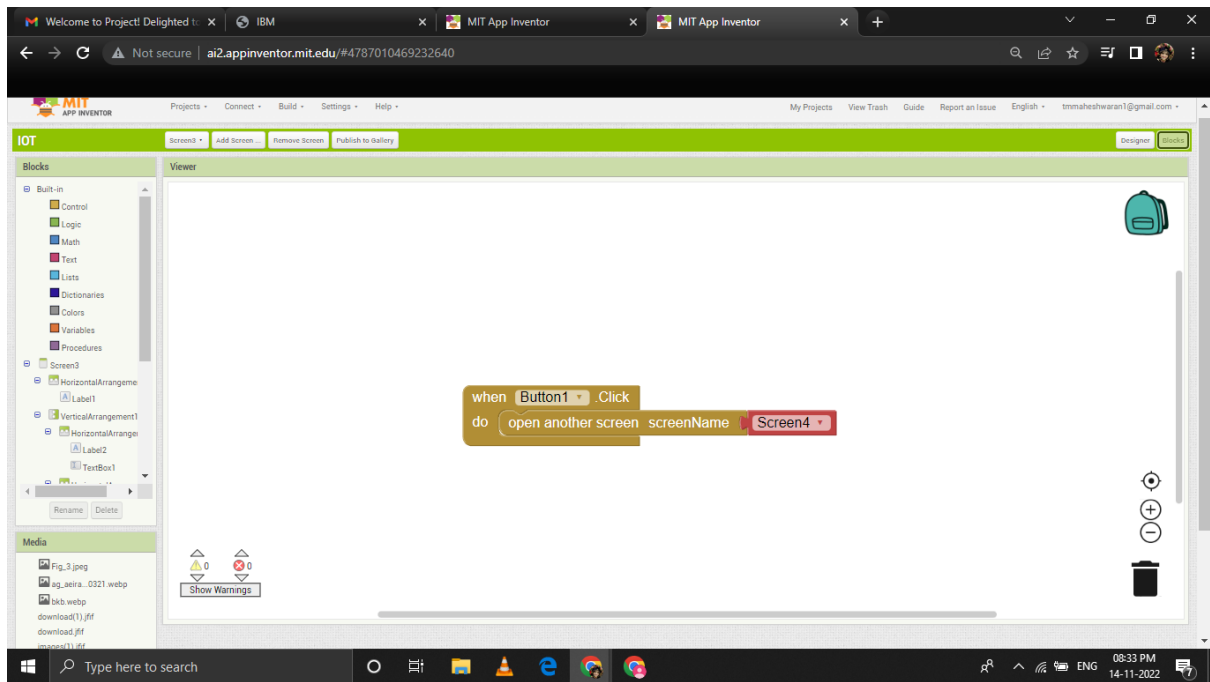 Welcome to Project! Delighted to
IBM
MIT App Inventor
MIT App Inventor
Not secure ai2.appinventor.mit.edu/#4787010469232640
MIT
APP INVENTOR
Projects Connect Build Settings Help
My Projects View Trash Guide Report an Issue English tmmaheshwaran1@gmail.com
IOT
Screen3 Add Screen ... Remove Screen Publish to Gallery
Designer Blocks
Blocks
Viewer
Built-in
Control
Logic
Math
Text
Lists
Dictionaries
Colors
Variables
Procedures
Screen3
HorizontalArrangeme
Label1
VerticalArrangement1
HorizontalArranger
Label2
TextBox1
Rename Delete
when Button1 .Click
do open another screen screenName Screen4
0 0
Show Warnings
Media
Fig_3.jpeg
ag_aeira...0321.webp
bkb.webp
download(1).jfif
download.jfif
images(1).jfif
Type here to search
ENG
08:33 PM
14-11-2022
7